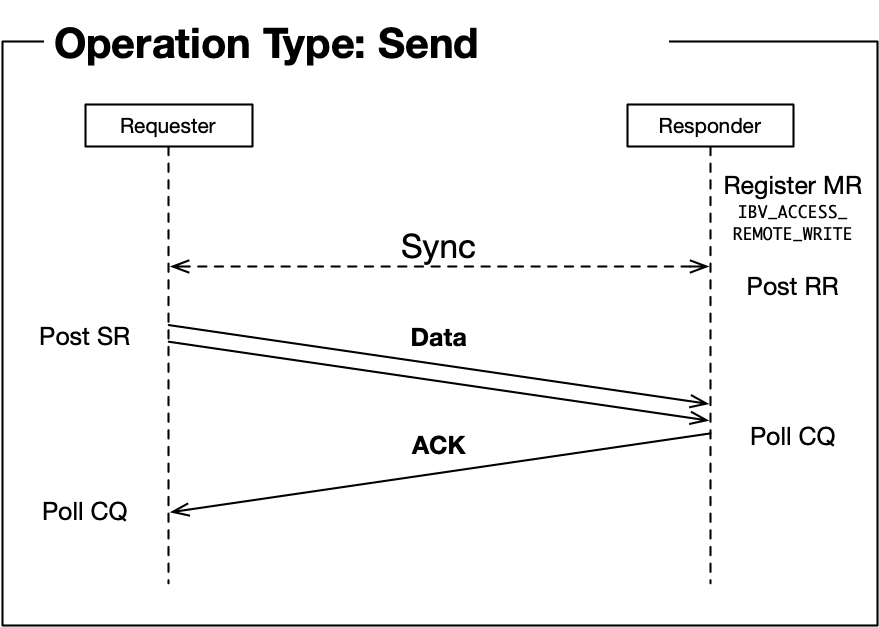 Operation Type: Send
Requester
Responder
Register MR
IBV_ACCESS_
REMOTE_WRITE
Sync
Post RR
Post SR
Data
Poll CQ
ACK
Poll CQ